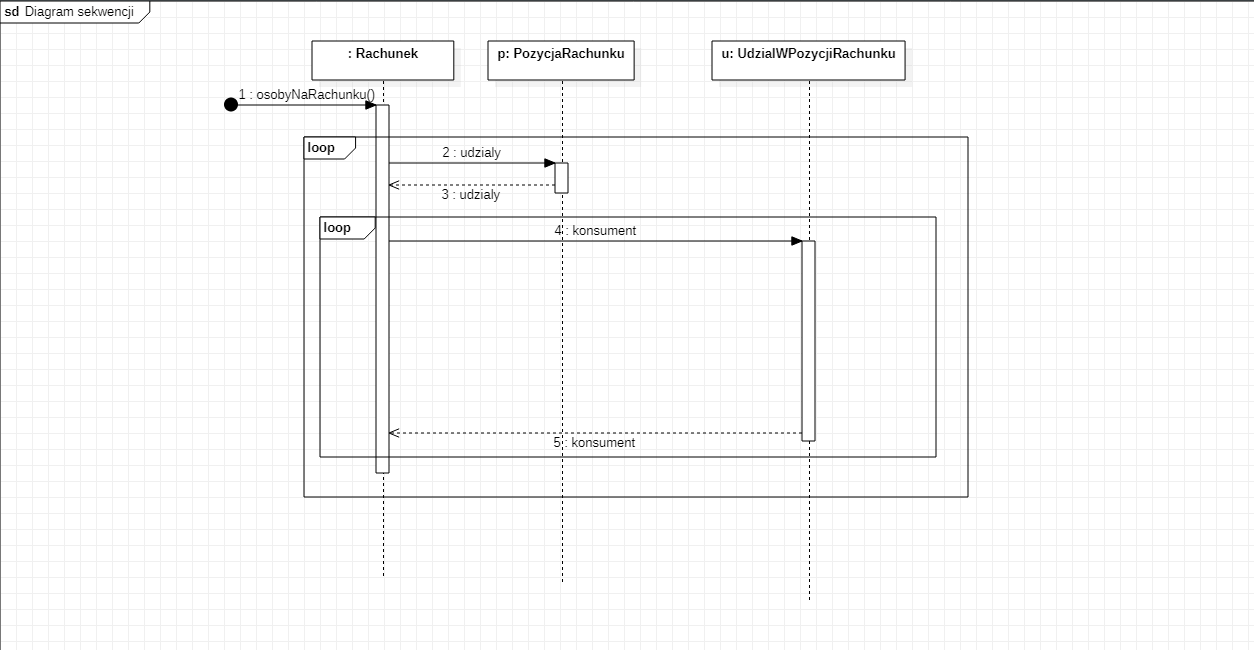 sd Diagram sekwencji
: Rachunek
p: PozycjaRachunku
u: UdzialWPozycjiRachunku
1 : osobyNaRachunku()
loop
2 : udzialy
3 : udzialy
loop
4 : konsument
5 : konsument